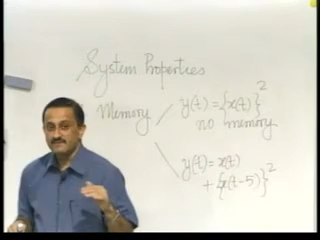 System Properties
Memory
y(t) = {x(t)}²
no memory
y(t) = x(t)
+ {x(t-5)}²